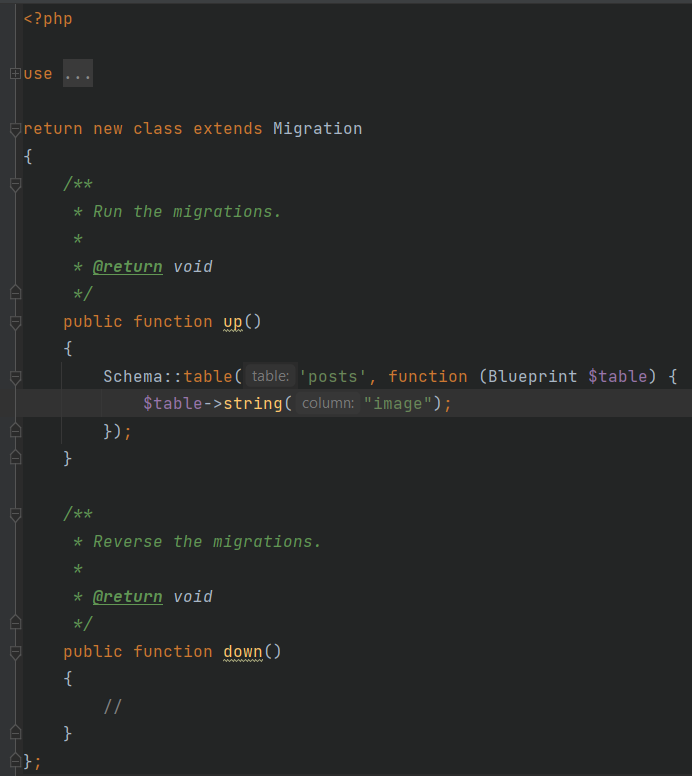 <?php
use ...
return new class extends Migration
{
/**
* Run the migrations.
*
* @return void
*/
public function up()
{
Schema::table( table: 'posts', function (Blueprint $table) {
$table->string( column: "image");
});
}
/**
* Reverse the migrations.
*
* @return void
*/
public function down()
{
//
}
};